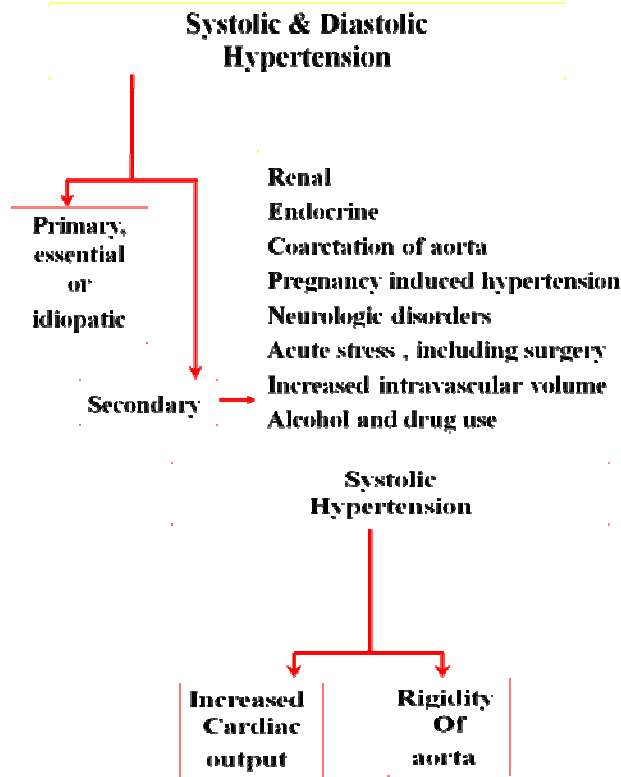 Systolic & Diastolic
Hypertension
Primary,
essential
or
idiopatic
Secondary
Renal
Endocrine
Coarctation of aorta
Pregnancy induced hypertension
Neurologic disorders
Acute stress , including surgery
Increased intravascular volume
Alcohol and drug use
Systolic
Hypertension
Increased
Cardiac
output
Rigidity
Of
aorta